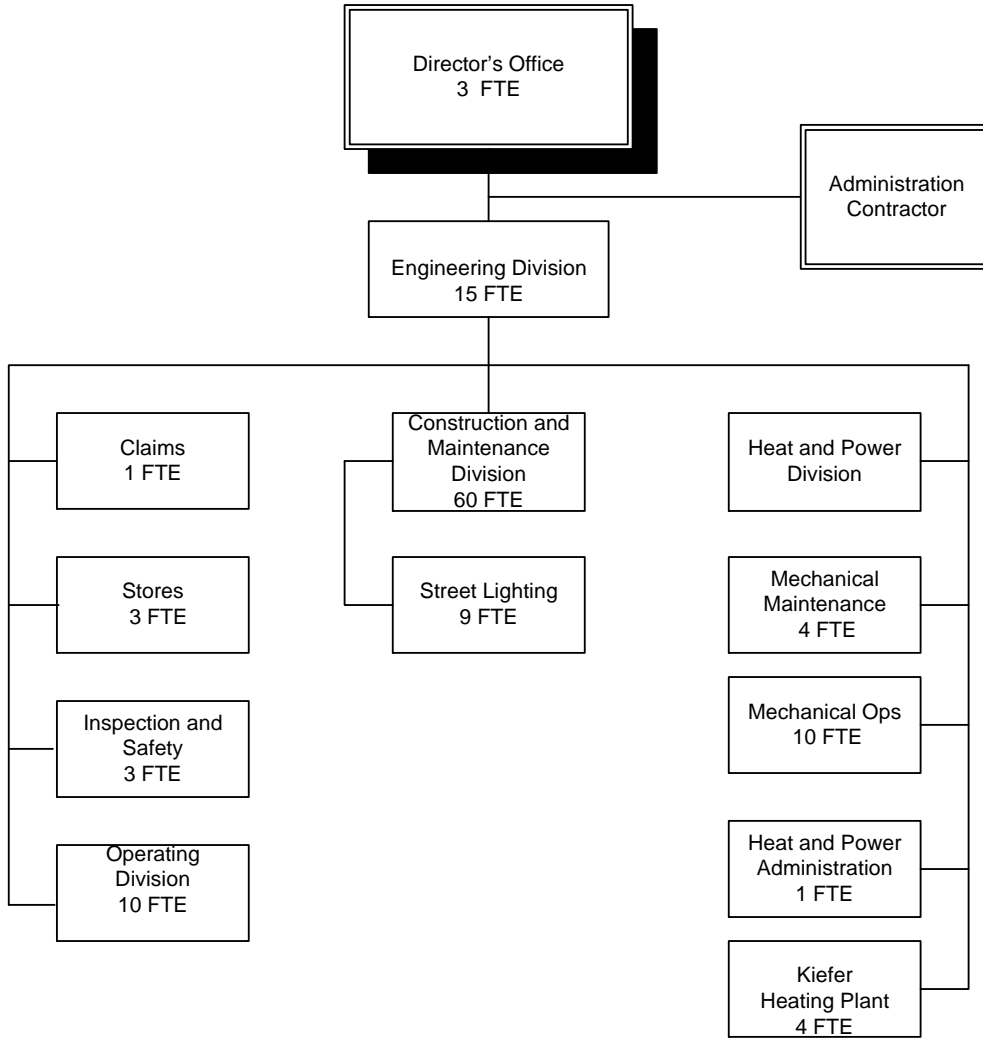 Director’s Office
3 FTE
Administration
Contractor
Engineering Division
15 FTE
Claims
1 FTE
Stores
3 FTE
Inspection and
Safety
3 FTE
Operating
Division
10 FTE
Construction and
Maintenance
Division
60 FTE
Street Lighting
9 FTE
Heat and Power
Division
Mechanical
Maintenance
4 FTE
Mechanical Ops
10 FTE
Heat and Power
Administration
1 FTE
Kiefer
Heating Plant
4 FTE